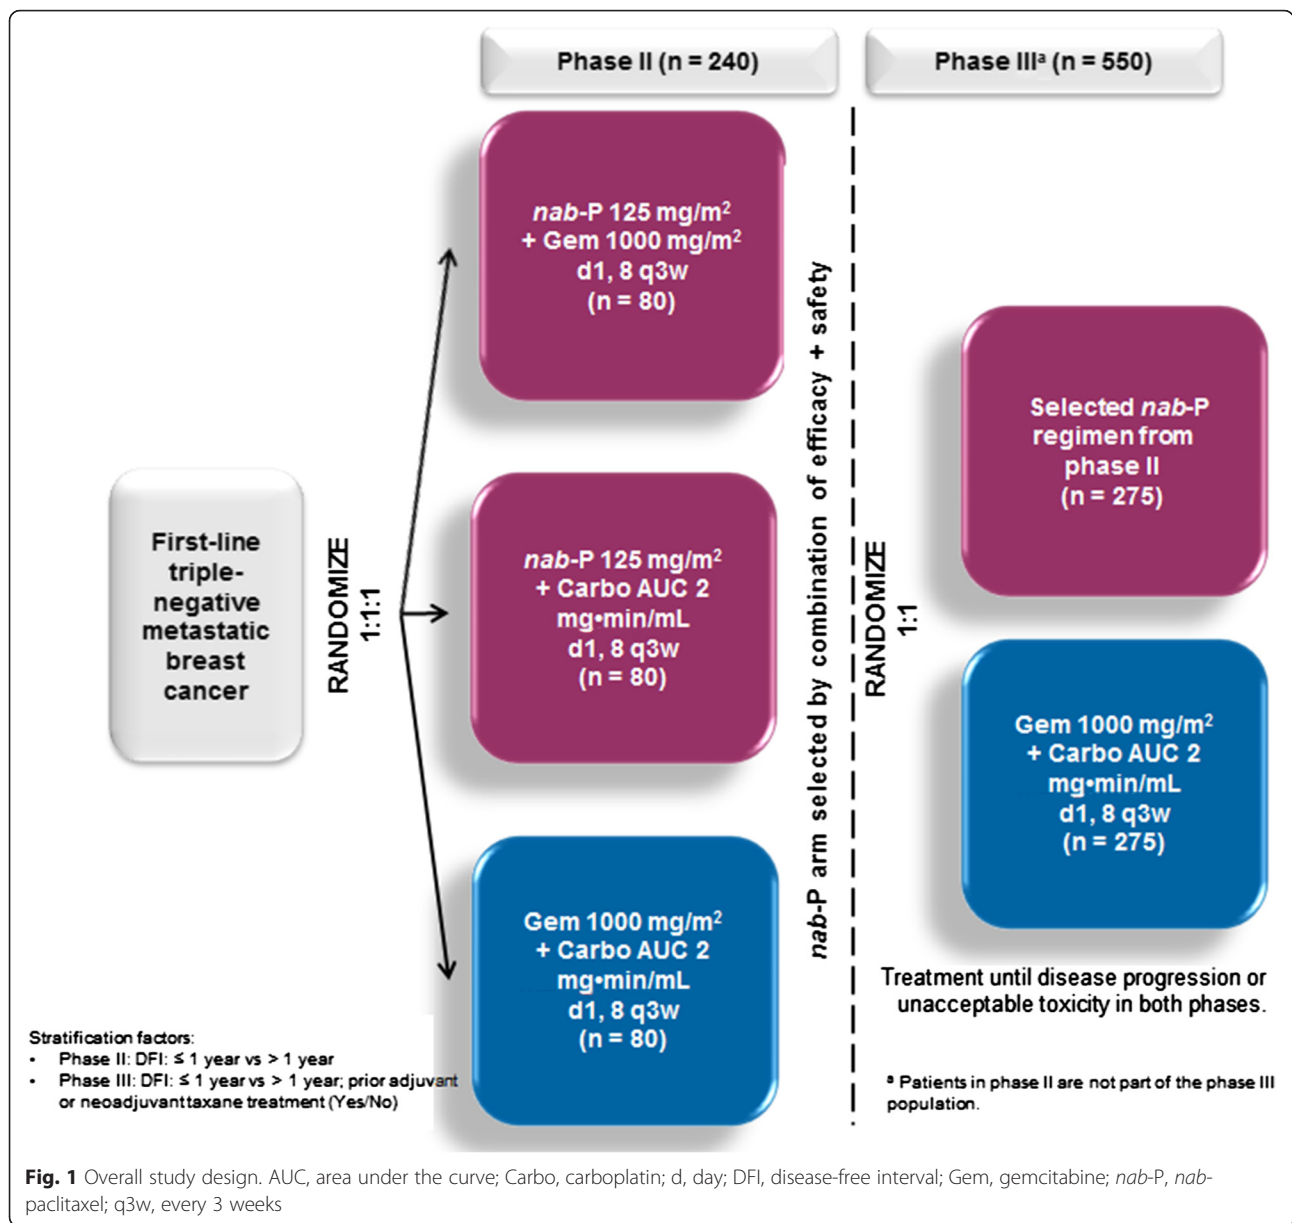 Phase II (n = 240)
Phase IIIᵃ (n = 550)
nab-P 125 mg/m²
+ Gem 1000 mg/m²
d1, 8 q3w
(n = 80)
First-line
triple-
negative
metastatic
breast
cancer
RANDOMIZE
1:1:1
nab-P 125 mg/m²
+ Carbo AUC 2
mg•min/mL
d1, 8 q3w
(n = 80)
Gem 1000 mg/m²
+ Carbo AUC 2
mg•min/mL
d1, 8 q3w
(n = 80)
nab-P arm selected by combination of efficacy + safety
RANDOMIZE
1:1
Selected nab-P
regimen from
phase II
(n = 275)
Gem 1000 mg/m²
+ Carbo AUC 2
mg•min/mL
d1, 8 q3w
(n = 275)
Treatment until disease progression or
unacceptable toxicity in both phases.
Stratification factors:
• Phase II: DFI: ≤ 1 year vs > 1 year
• Phase III: DFI: ≤ 1 year vs > 1 year; prior adjuvant
or neoadjuvant taxane treatment (Yes/No)
ᵃ Patients in phase II are not part of the phase III
population.
Fig. 1 Overall study design. AUC, area under the curve; Carbo, carboplatin; d, day; DFI, disease-free interval; Gem, gemcitabine; nab-P, nab-
paclitaxel; q3w, every 3 weeks